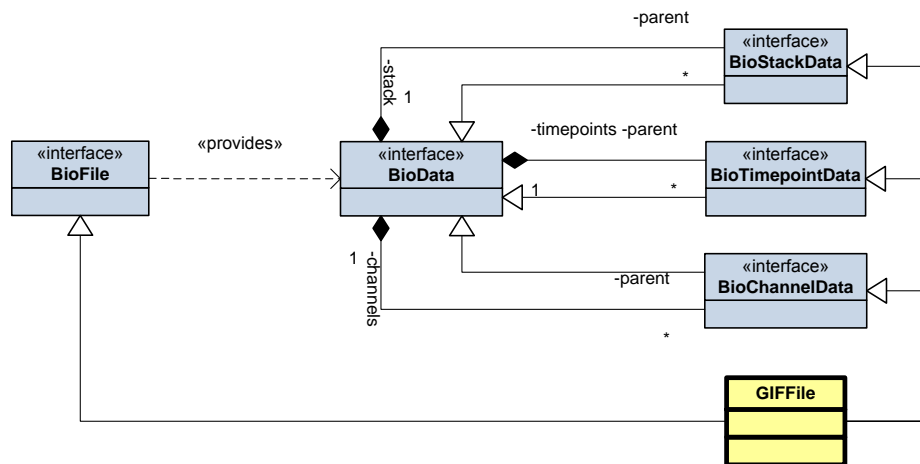 -parent
«interface»
BioStackData
-stack
1
*
«provides»
-timepoints -parent
«interface»
BioFile
«interface»
BioData
«interface»
BioTimepointData
1
*
1
-channels
-parent
«interface»
BioChannelData
*
GIFFile